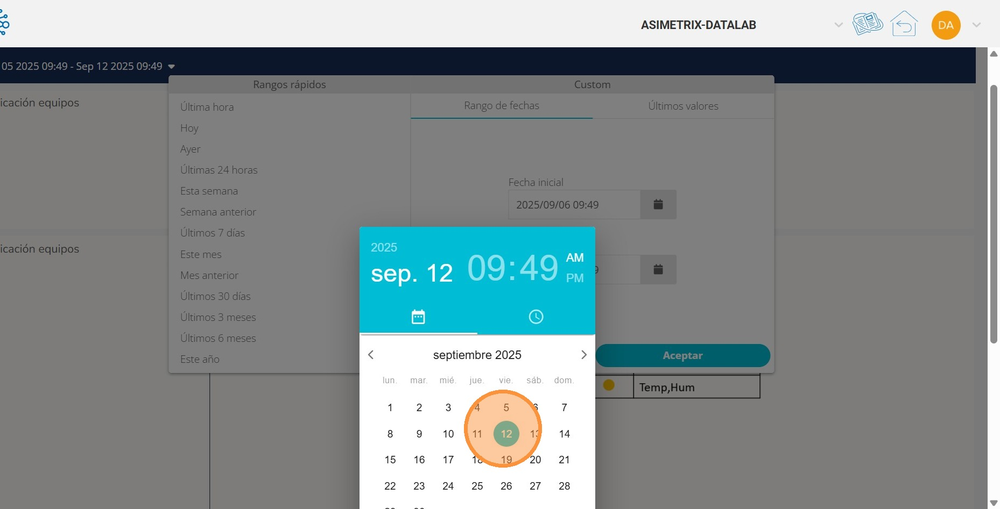 ASIMETRIX-DATALAB
DA
05 2025 09:49 - Sep 12 2025 09:49
Rangos rápidos
Custom
icación equipos
Última hora
Hoy
Ayer
Últimas 24 horas
Esta semana
Semana anterior
Últimos 7 días
Este mes
Mes anterior
Últimos 30 días
Últimos 3 meses
Últimos 6 meses
Este año
Rango de fechas
Últimos valores
Fecha inicial
2025/09/06 09:49
icación equipos
2025
sep. 12
09:49
AM
PM
9
Aceptar
septiembre 2025
lun. mar. mié. jue. vie. sáb. dom.
1 2 3 4 5 6 7
8 9 10 11 12 13 14
15 16 17 18 19 20 21
22 23 24 25 26 27 28
Temp,Hum